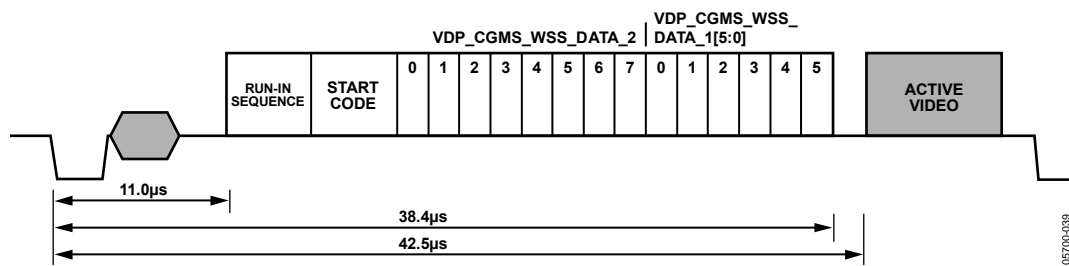 VDP_CGMS_WSS_DATA_2
VDP_CGMS_WSS_
DATA_1[5:0]
RUN-IN
SEQUENCE
START
CODE
0 1 2 3 4 5 6 7 0 1 2 3 4 5
ACTIVE
VIDEO
11.0µs
38.4µs
42.5µs
05700-039